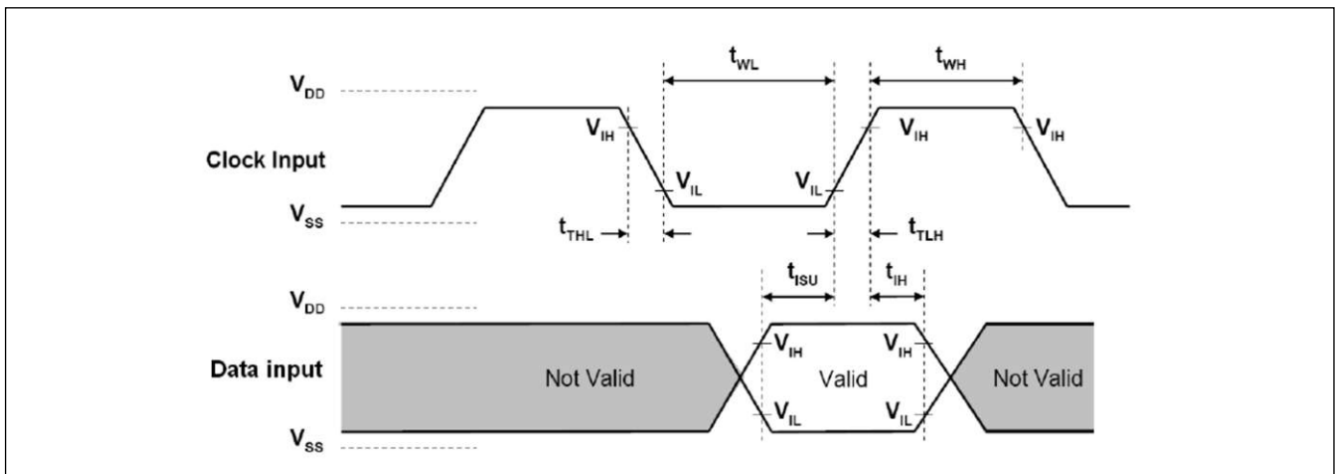 t_WL t_WH
V_DD
V_IH V_IH V_IH
Clock Input
V_IL V_IL
V_SS
t_THL t_TLH
t_ISU t_IH
V_DD
V_IH V_IH
Data input Not Valid Valid Not Valid
V_IL V_IL
V_SS